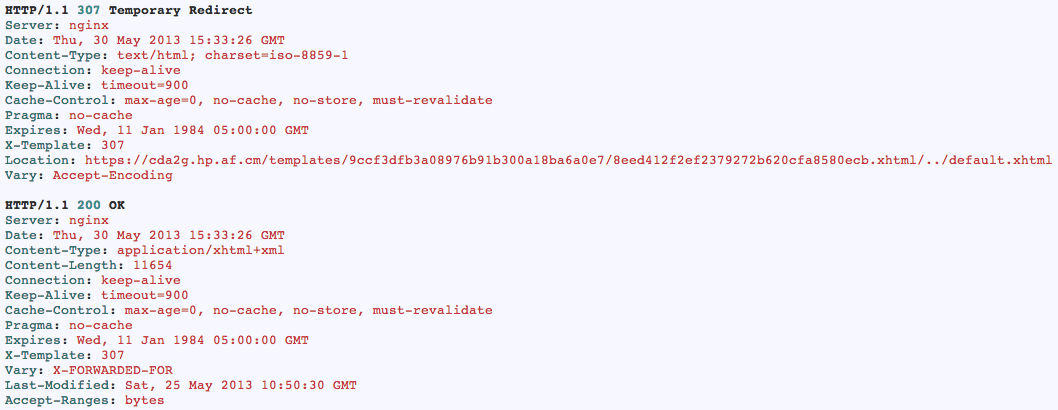 HTTP/1.1 307 Temporary Redirect
Server: nginx
Date: Thu, 30 May 2013 15:33:26 GMT
Content-Type: text/html; charset=iso-8859-1
Connection: keep-alive
Keep-Alive: timeout=900
Cache-Control: max-age=0, no-cache, no-store, must-revalidate
Pragma: no-cache
Expires: Wed, 11 Jan 1984 05:00:00 GMT
X-Template: 307
Location: https://cda2g.hp.af.cm/templates/9ccf3dfb3a08976b91b300a18ba6a0e7/8eed412f2ef2379272b620cfa8580ecb.xhtml/../default.xhtml
Vary: Accept-Encoding
HTTP/1.1 200 OK
Server: nginx
Date: Thu, 30 May 2013 15:33:26 GMT
Content-Type: application/xhtml+xml
Content-Length: 11654
Connection: keep-alive
Keep-Alive: timeout=900
Cache-Control: max-age=0, no-cache, no-store, must-revalidate
Pragma: no-cache
Expires: Wed, 11 Jan 1984 05:00:00 GMT
X-Template: 307
Vary: X-FORWARDED-FOR
Last-Modified: Sat, 25 May 2013 10:50:30 GMT
Accept-Ranges: bytes